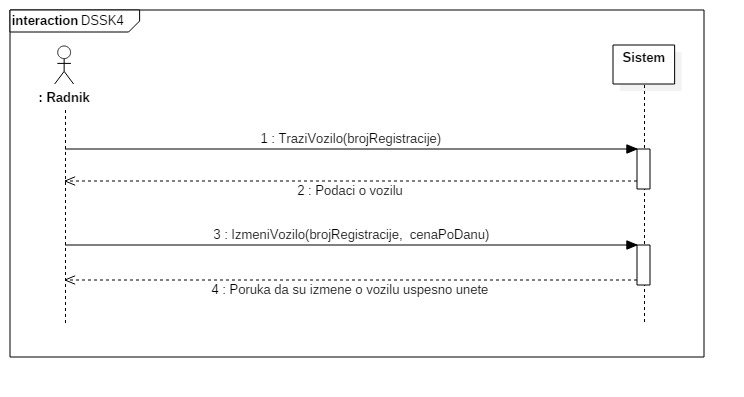 interaction DSSK4
: Radnik
Sistem
1 : TraziVozilo(brojRegistracije)
2 : Podaci o vozilu
3 : IzmeniVozilo(brojRegistracije, cenaPoDanu)
4 : Poruka da su izmene o vozilu uspesno unete